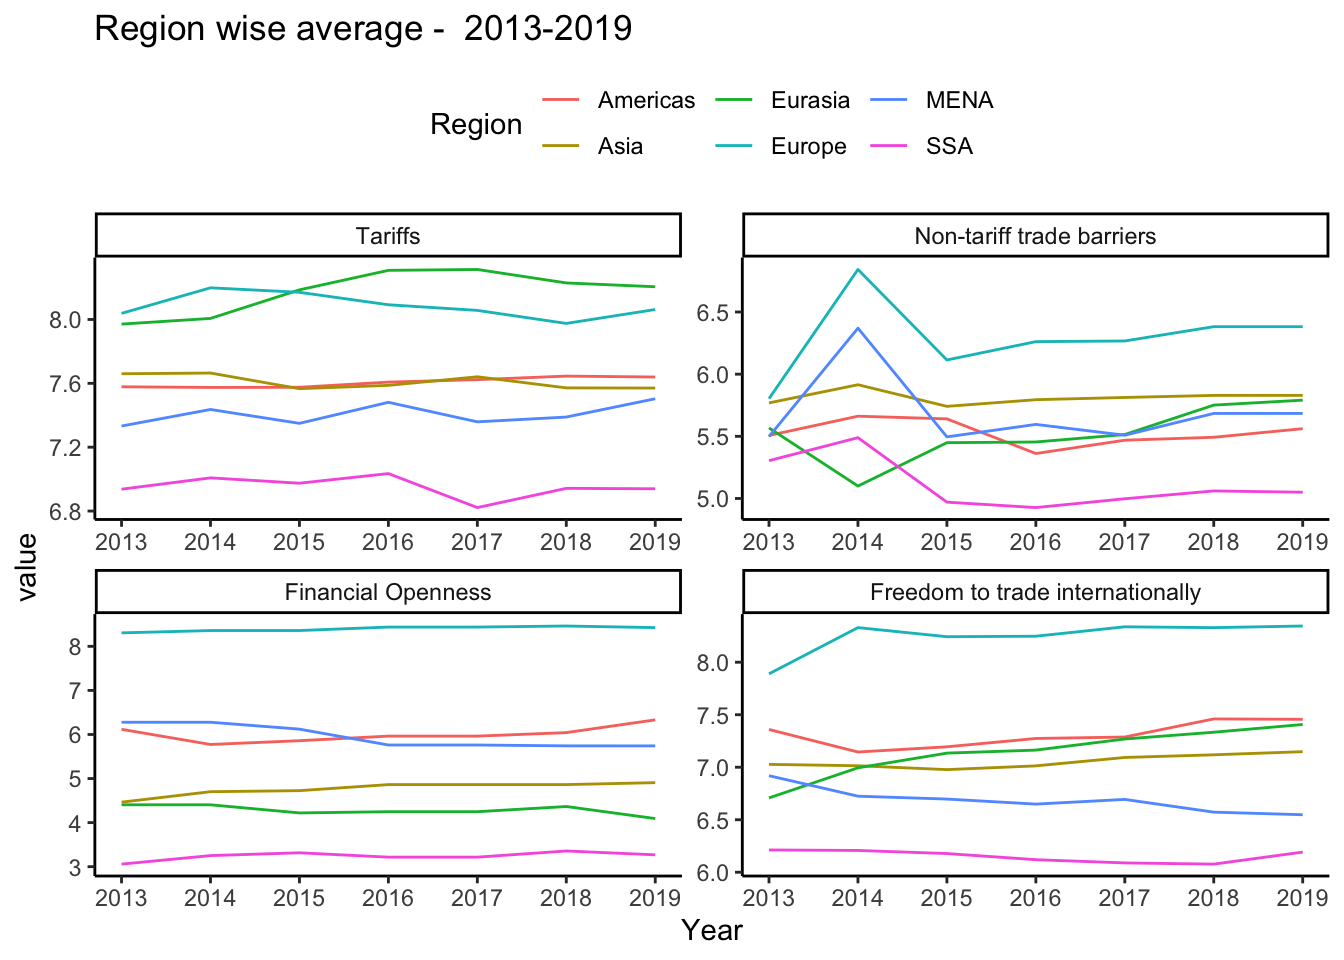 Region wise average -  2013-2019
Region
Americas Eurasia MENA
Asia Europe SSA
Tariffs
8.0
7.6
7.2
6.8
2013 2014 2015 2016 2017 2018 2019
Non-tariff trade barriers
6.5
6.0
5.5
5.0
2013 2014 2015 2016 2017 2018 2019
value
Financial Openness
8
7
6
5
4
3
2013 2014 2015 2016 2017 2018 2019
Freedom to trade internationally
8.0
7.5
7.0
6.5
6.0
2013 2014 2015 2016 2017 2018 2019
Year